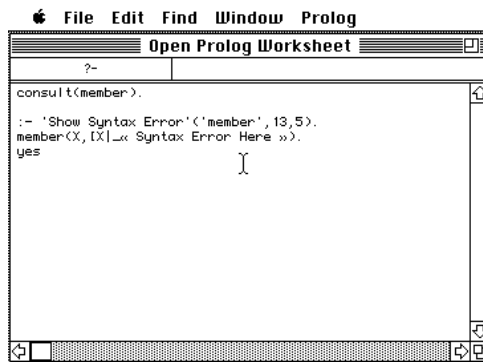 File Edit Find Window Prolog
Open Prolog Worksheet
?-
consult(member).
:- 'Show Syntax Error'('member',13,5).
member(X,[X|_« Syntax Error Here »).
yes